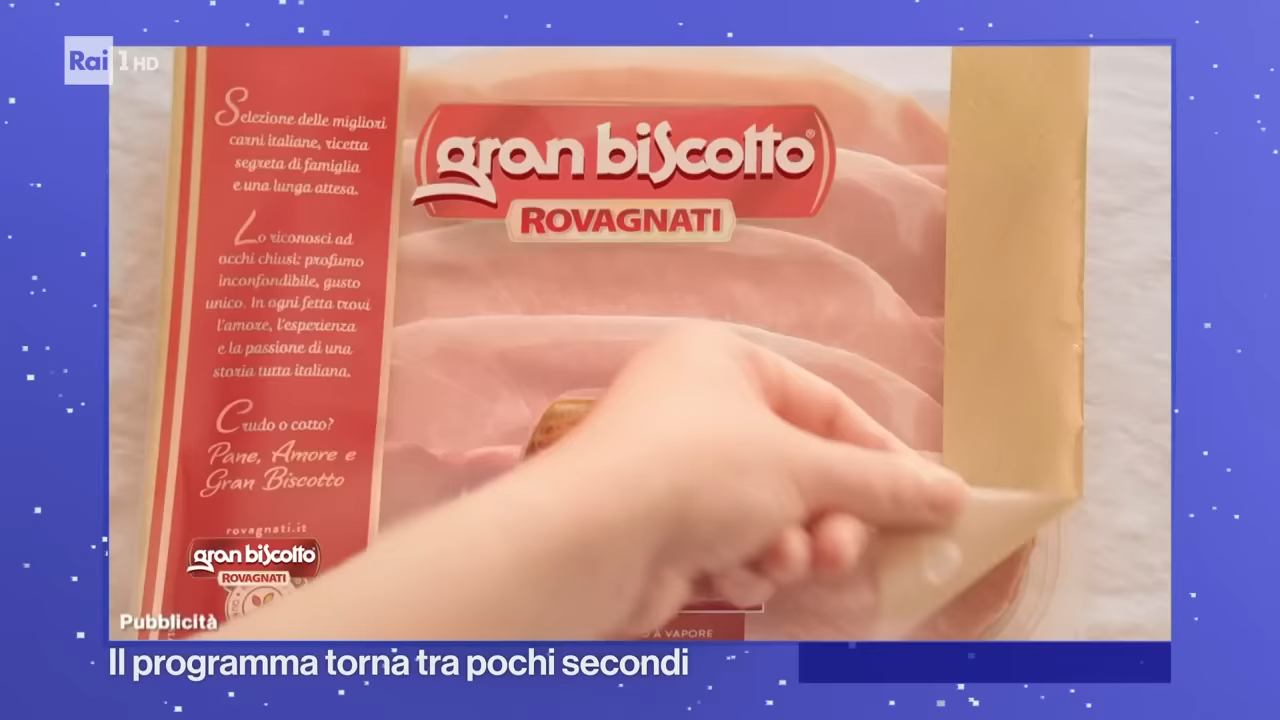 Rai 1 HD
Selezione delle migliori
carni italiane, ricetta
segreta di famiglia
e una lunga attesa.
Lo riconosci ad
occhi chiusi: profumo
inconfondibile, gusto
unico. In ogni fetta trovi
l'amore, l'esperienza
e la passione di una
storia tutta italiana.
Crudo o cotto?
Pane, Amore e
Gran Biscotto
rovagnati.it
gran biscotto
ROVAGNATI
gran biscotto®
ROVAGNATI
A VAPORE
Pubblicità
Il programma torna tra pochi secondi